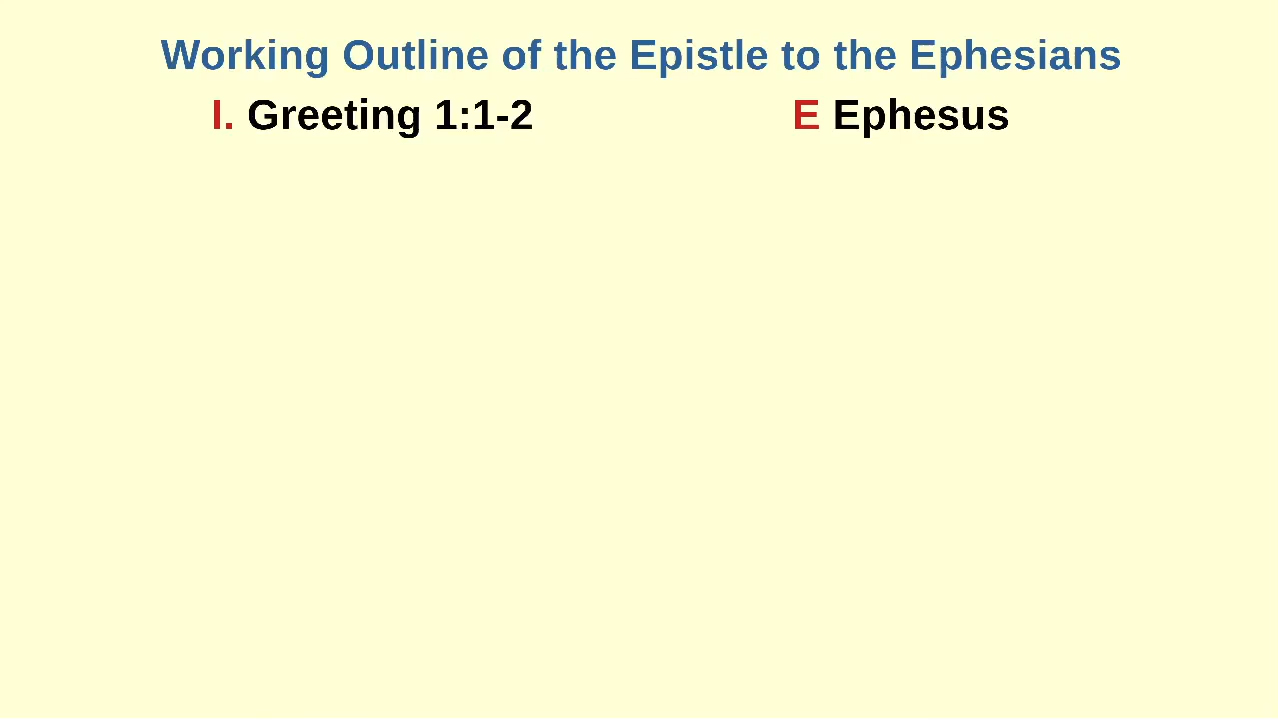 Working Outline of the Epistle to the Ephesians
I. Greeting 1:1-2 E Ephesus